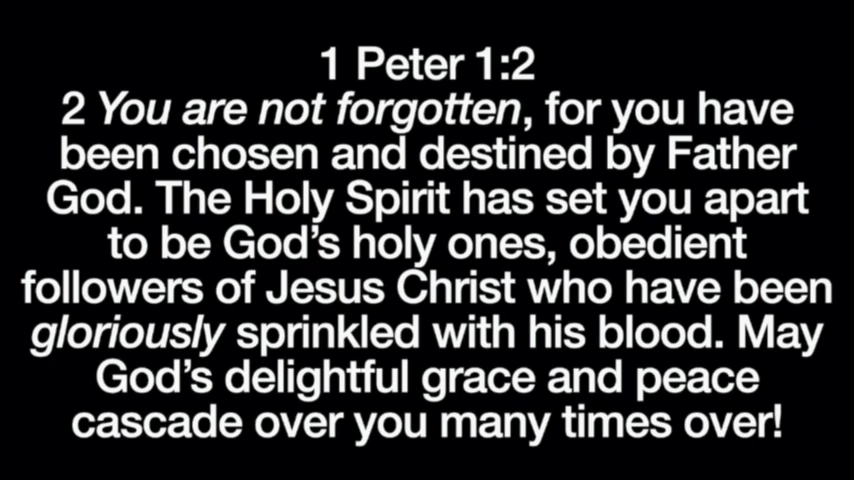 1 Peter 1:2
2 You are not forgotten, for you have
been chosen and destined by Father
God. The Holy Spirit has set you apart
to be God’s holy ones, obedient
followers of Jesus Christ who have been
gloriously sprinkled with his blood. May
God’s delightful grace and peace
cascade over you many times over!